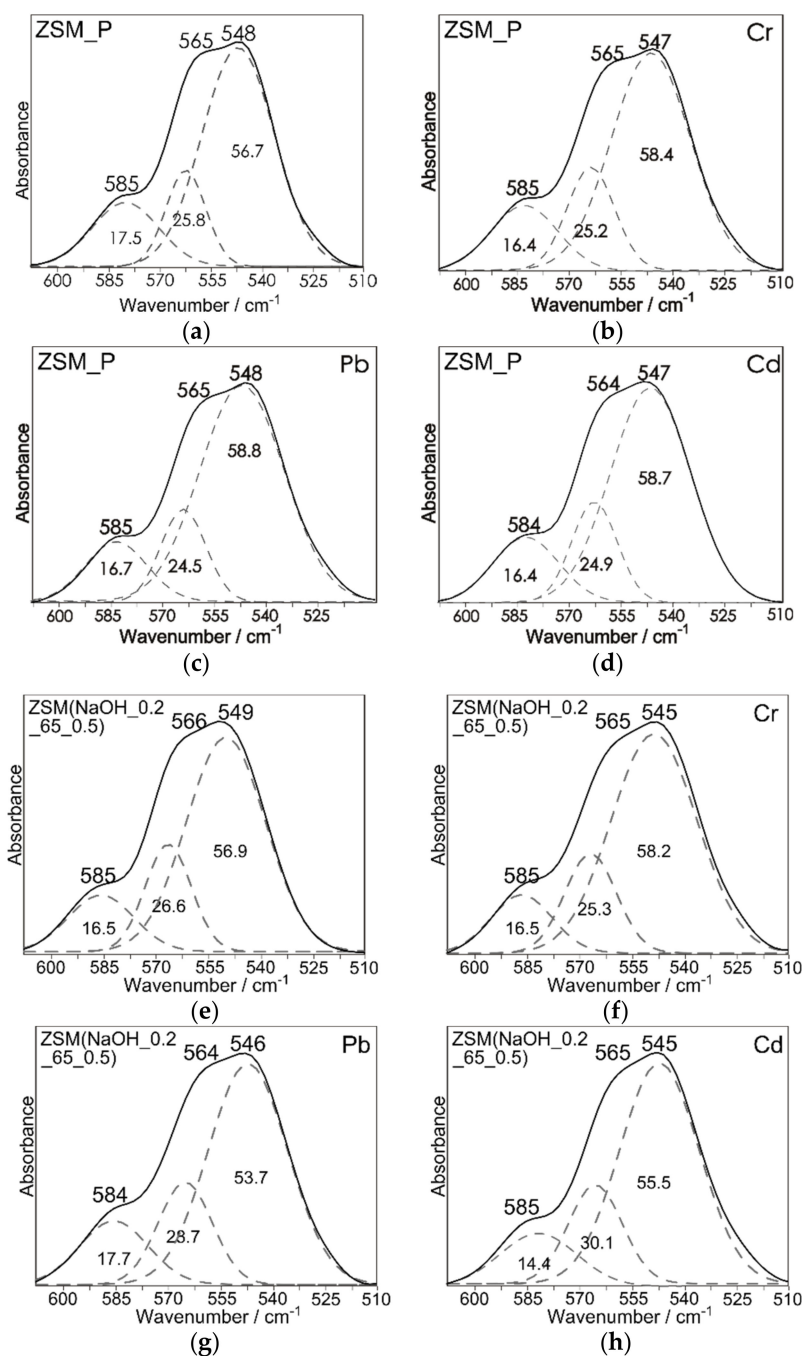 ZSM_P
565 548
585
56.7
25.8
17.5
Absorbance
600 585 570 555 540 525 510
Wavenumber / cm-1
(a)
ZSM_P Cr
565 547
585
58.4
25.2
16.4
Absorbance
600 585 570 555 540 525 510
Wavenumber / cm-1
(b)
ZSM_P Pb
565 548
585
58.8
24.5
16.7
Absorbance
600 585 570 555 540 525
Wavenumber / cm-1
(c)
ZSM_P Cd
564 547
584
58.7
24.9
16.4
Absorbance
600 585 570 555 540 525 510
Wavenumber / cm-1
(d)
ZSM(NaOH_0.2
_65_0.5)
566 549
585
56.9
26.6
16.5
Absorbance
600 585 570 555 540 525 510
Wavenumber / cm-1
(e)
ZSM(NaOH_0.2 Cr
_65_0.5)
565 545
585
58.2
25.3
16.5
Absorbance
600 585 570 555 540 525 510
Wavenumber / cm-1
(f)
ZSM(NaOH_0.2 Pb
_65_0.5)
564 546
584
53.7
28.7
17.7
Absorbance
600 585 570 555 540 525 510
Wavenumber / cm-1
(g)
ZSM(NaOH_0.2 Cd
_65_0.5)
565 545
585
55.5
30.1
14.4
Absorbance
600 585 570 555 540 525 510
Wavenumber / cm-1
(h)